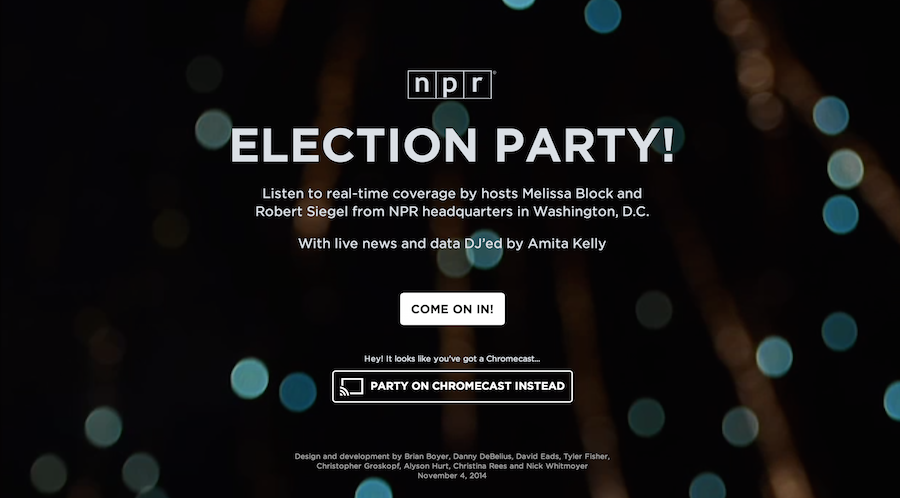 npr®
ELECTION PARTY!
Listen to real-time coverage by hosts Melissa Block and
Robert Siegel from NPR headquarters in Washington, D.C.
With live news and data DJ'ed by Amita Kelly
COME ON IN!
Hey! It looks like you've got a Chromecast...
PARTY ON CHROMECAST INSTEAD
Design and development by Brian Boyer, Danny DeBelius, David Eads, Tyler Fisher,
Christopher Groskopf, Alyson Hurt, Christina Rees and Nick Whitmoyer
November 4, 2014